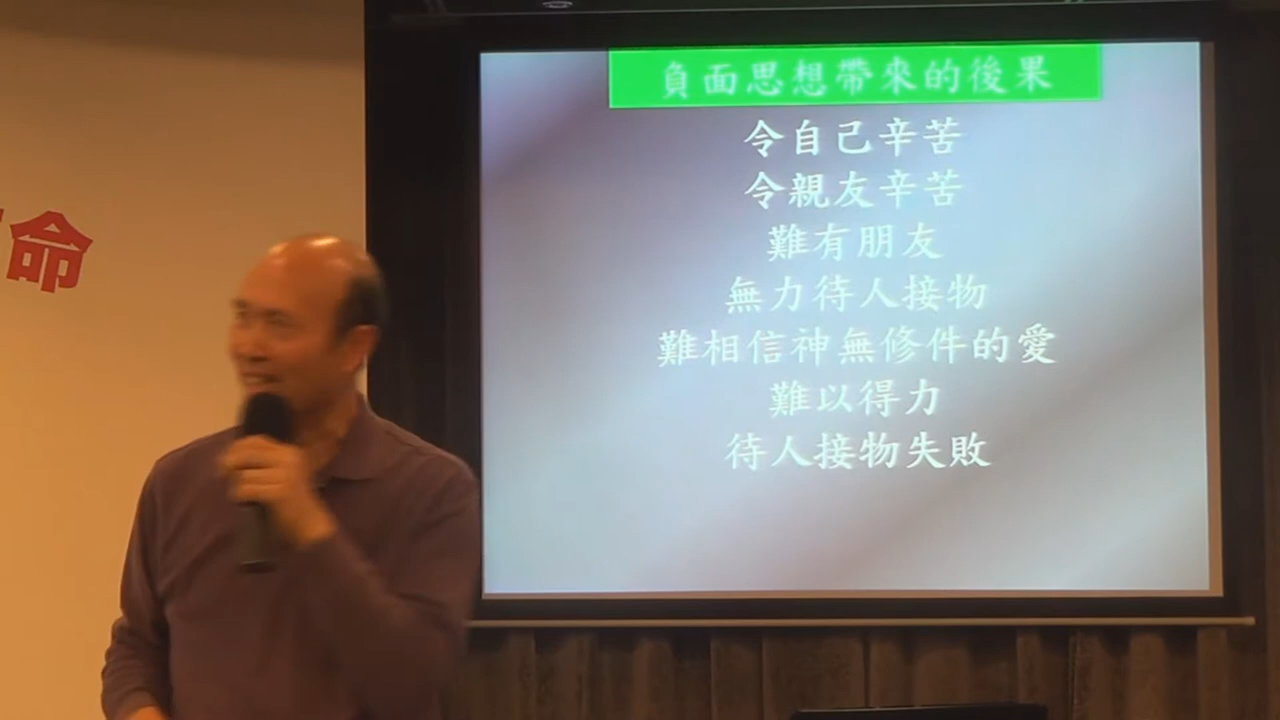 命
負面思想帶來的後果
令自己辛苦
令親友辛苦
難有朋友
無力待人接物
難相信神無修件的愛
難以得力
待人接物失敗